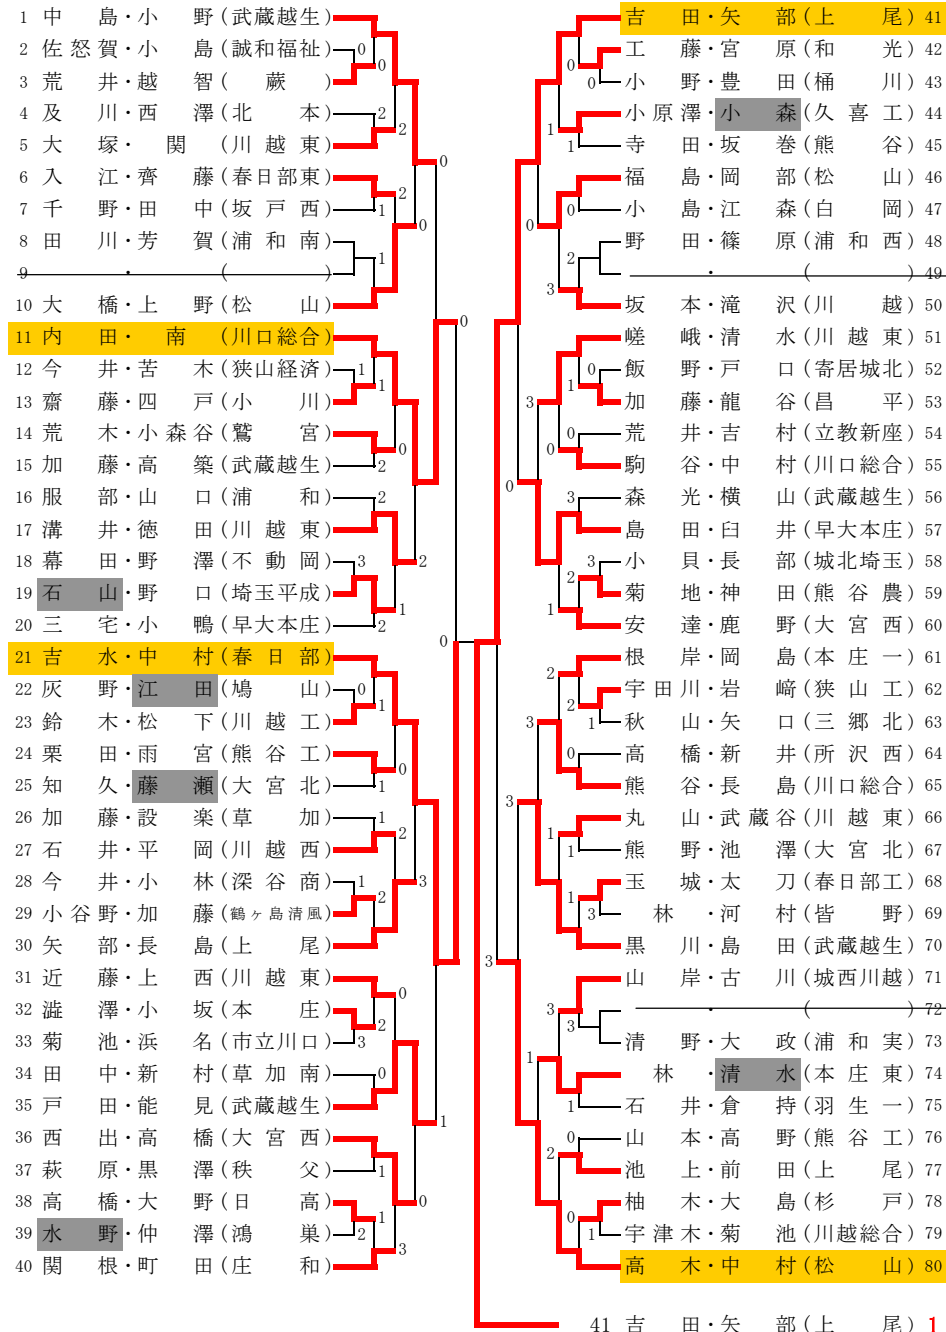 1 中島・小野(武蔵越生)
2 佐怒賀・小島(誠和福祉)
3 荒井・越智(蕨)
4 及川・西澤(北本)
5 大塚・関(川越東)
6 入江・齊藤(春日部東)
7 千野・田中(坂戸西)
8 田川・芳賀(浦和南)
9 ・( )
10 大橋・上野(松山)
11 内田・南(川口総合)
12 今井・苫木(狭山経済)
13 齋藤・四戸(小川)
14 荒木・小森谷(鷲宮)
15 加藤・高築(武蔵越生)
16 服部・山口(浦和)
17 溝井・徳田(川越東)
18 幕田・野澤(不動岡)
19 石山・野口(埼玉平成)
20 三宅・小鴨(早大本庄)
21 吉水・中村(春日部)
22 灰野・江田(鳩山)
23 鈴木・松下(川越工)
24 栗田・雨宮(熊谷工)
25 知久・藤瀬(大宮北)
26 加藤・設楽(草加)
27 石井・平岡(川越西)
28 今井・小林(深谷商)
29 小谷野・加藤(鶴ヶ島清風)
30 矢部・長島(上尾)
31 近藤・上西(川越東)
32 澁澤・小坂(本庄)
33 菊池・浜名(市立川口)
34 田中・新村(草加南)
35 戸田・能見(武蔵越生)
36 西出・高橋(大宮西)
37 萩原・黒澤(秩父)
38 高橋・大野(日高)
39 水野・仲澤(鴻巣)
40 関根・町田(庄和)
吉田・矢部(上尾) 41
工藤・宮原(和光) 42
小野・豊田(桶川) 43
小原澤・小森(久喜工) 44
寺田・坂巻(熊谷) 45
福島・岡部(松山) 46
小島・江森(白岡) 47
野田・篠原(浦和西) 48
・( ) 49
坂本・滝沢(川越) 50
嵯峨・清水(川越東) 51
飯野・戸口(寄居城北) 52
加藤・龍谷(昌平) 53
荒井・吉村(立教新座) 54
駒谷・中村(川口総合) 55
森光・横山(武蔵越生) 56
島田・臼井(早大本庄) 57
小貝・長部(城北埼玉) 58
菊地・神田(熊谷農) 59
安達・鹿野(大宮西) 60
根岸・岡島(本庄一) 61
宇田川・岩﨑(狭山工) 62
秋山・矢口(三郷北) 63
高橋・新井(所沢西) 64
熊谷・長島(川口総合) 65
丸山・武蔵谷(川越東) 66
熊野・池澤(大宮北) 67
玉城・太刀(春日部工) 68
林・河村(皆野) 69
黒川・島田(武蔵越生) 70
山岸・古川(城西川越) 71
・( ) 72
清野・大政(浦和実) 73
林・清水(本庄東) 74
石井・倉持(羽生一) 75
山本・高野(熊谷工) 76
池上・前田(上尾) 77
柚木・大島(杉戸) 78
宇津木・菊池(川越総合) 79
高木・中村(松山) 80
41 吉田・矢部(上尾) 1